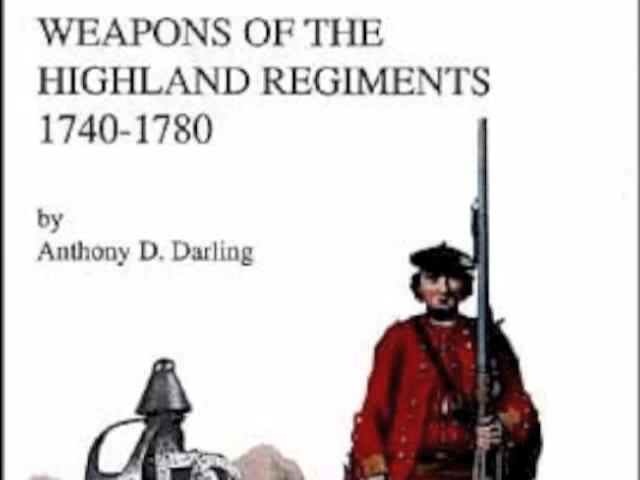 WEAPONS OF THE
HIGHLAND REGIMENTS
1740-1780
by
Anthony D. Darling